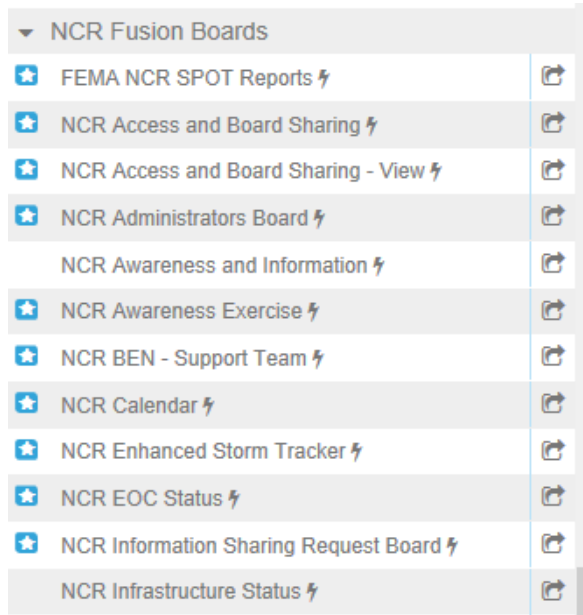 NCR Fusion Boards
FEMA NCR SPOT Reports
NCR Access and Board Sharing
NCR Access and Board Sharing - View
NCR Administrators Board
NCR Awareness and Information
NCR Awareness Exercise
NCR BEN - Support Team
NCR Calendar
NCR Enhanced Storm Tracker
NCR EOC Status
NCR Information Sharing Request Board
NCR Infrastructure Status